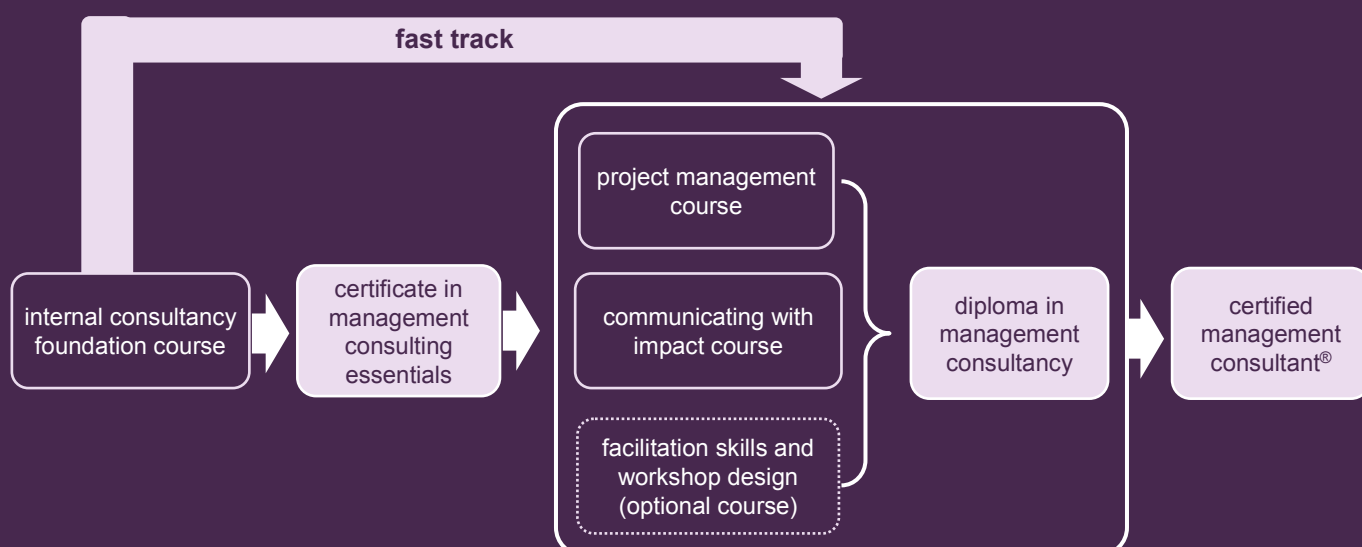 fast track
internal consultancy
foundation course
certificate in
management
consulting
essentials
project management
course
communicating with
impact course
facilitation skills and
workshop design
(optional course)
diploma in
management
consultancy
certified
management
consultant®